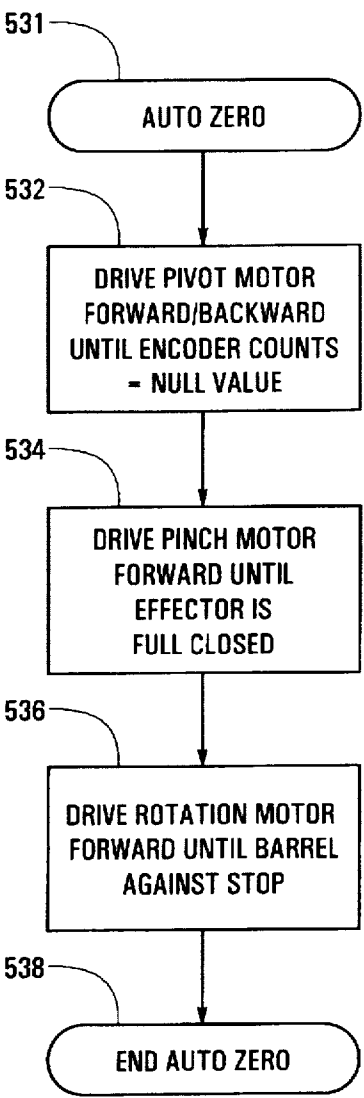 531
AUTO ZERO
532
DRIVE PIVOT MOTOR
FORWARD/BACKWARD
UNTIL ENCODER COUNTS
= NULL VALUE
534
DRIVE PINCH MOTOR
FORWARD UNTIL
EFFECTOR IS
FULL CLOSED
536
DRIVE ROTATION MOTOR
FORWARD UNTIL BARREL
AGAINST STOP
538
END AUTO ZERO